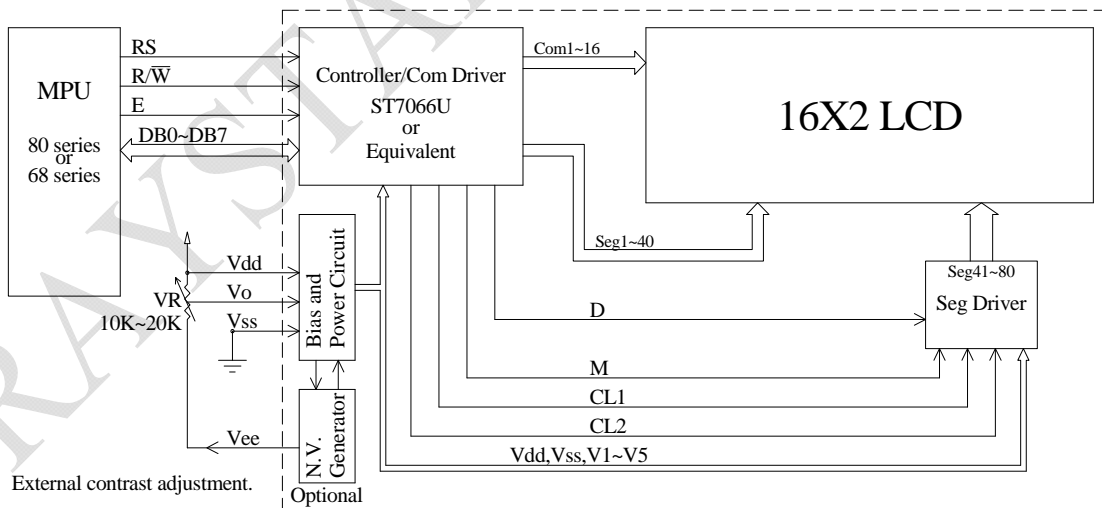 RS
R/W̅
E
DB0~DB7
MPU
80 series
or
68 series
Controller/Com Driver
ST7066U
or
Equivalent
Com1~16
16X2 LCD
Seg1~40
Seg41~80
Seg Driver
Vdd
Vo
Vss
VR
10K~20K
Bias and
Power Circuit
D
M
CL1
CL2
Vdd,Vss,V1~V5
Vee
N.V.
Generator
Optional
External contrast adjustment.
RAYSTA